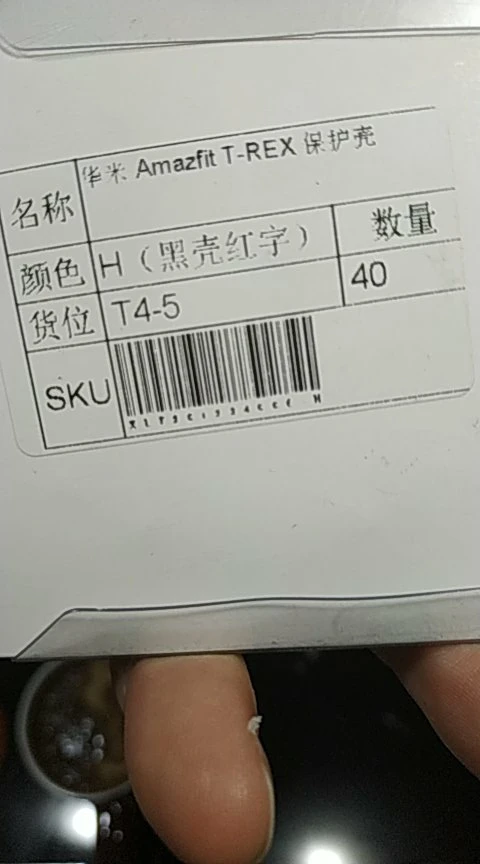 名称 华米 Amazfit T-REX 保护壳
颜色 H（黑壳红字） 数量
货位 T4-5 40
SKU